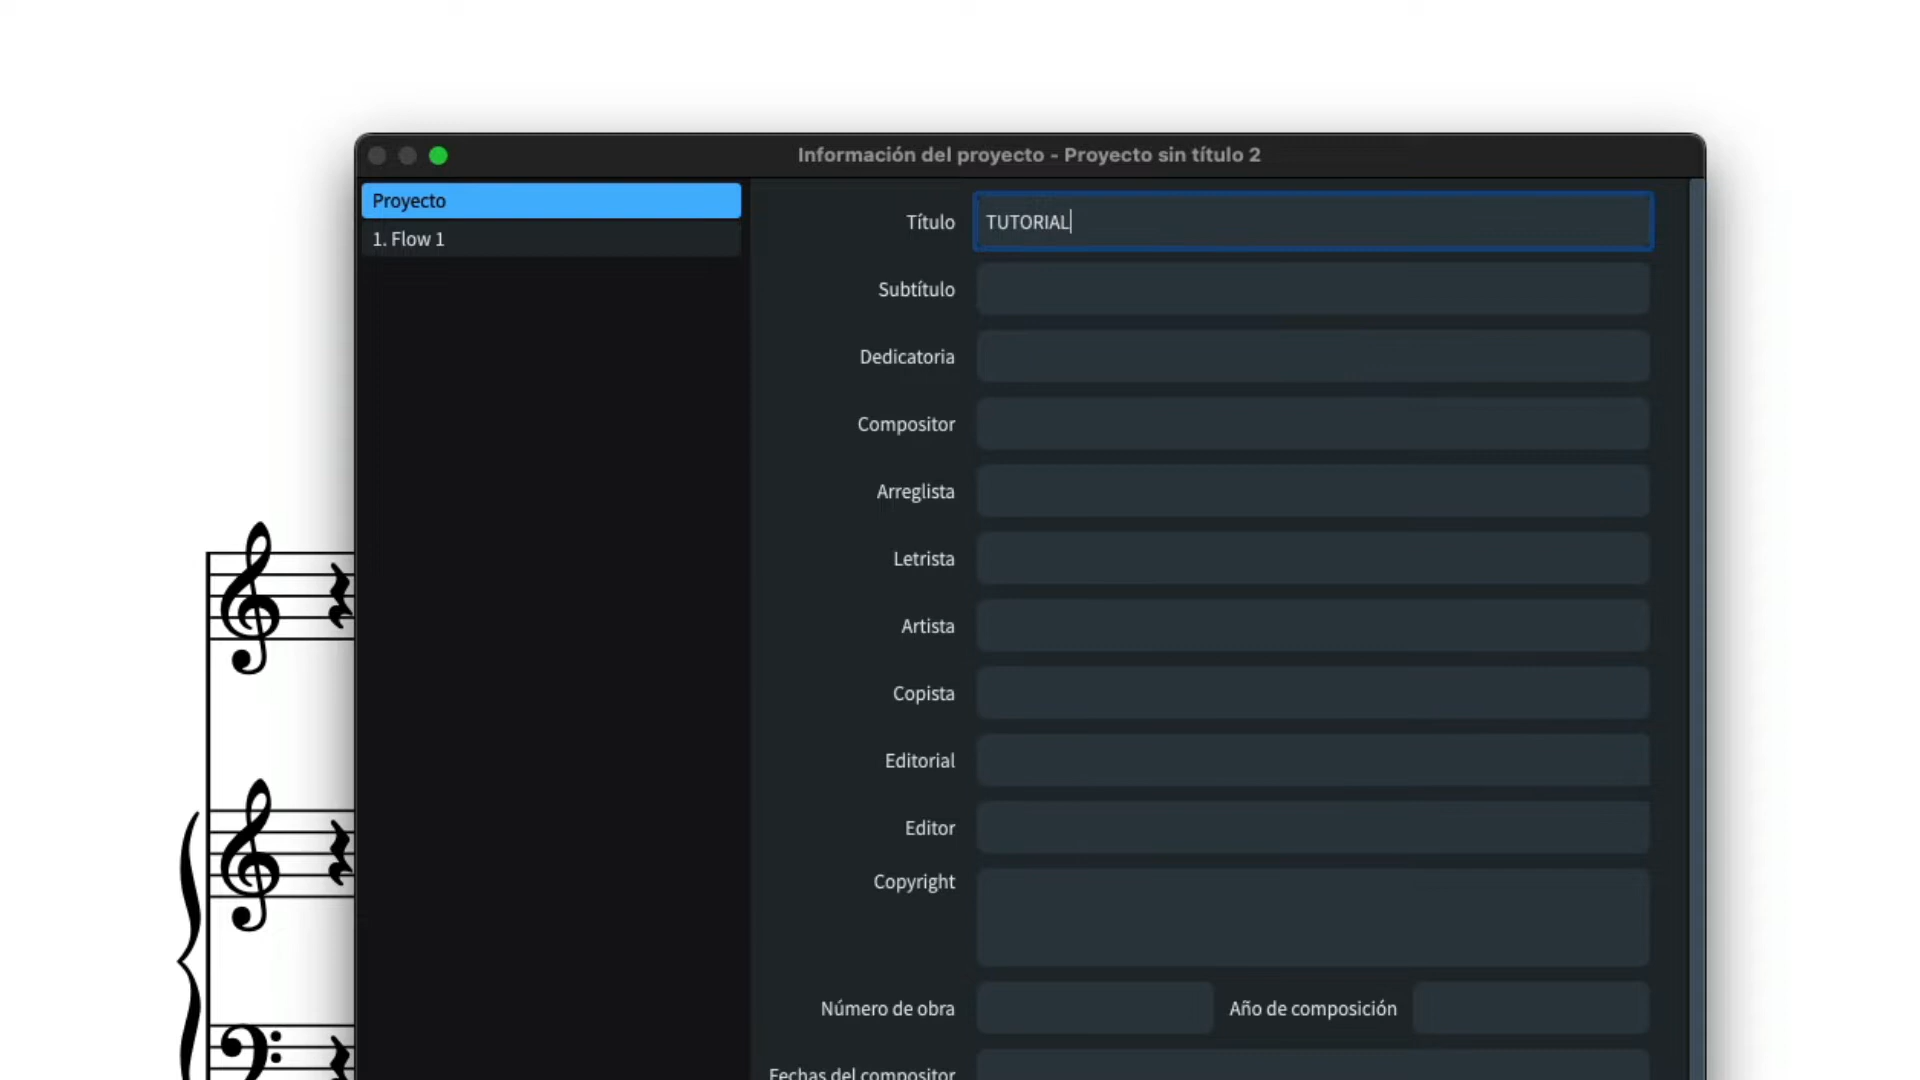 Información del proyecto - Proyecto sin título 2
Proyecto
1. Flow 1
Título TUTORIAL
Subtítulo
Dedicatoria
Compositor
Arreglista
Letrista
Artista
Copista
Editorial
Editor
Copyright
Número de obra Año de composición
Fechas del compositor